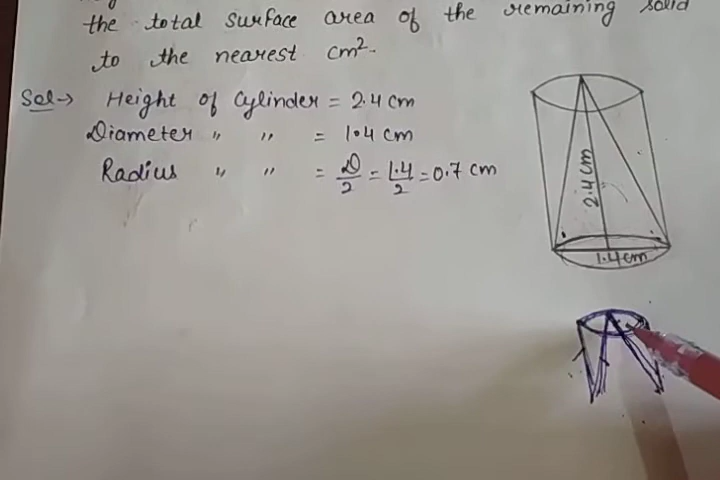 the total surface area of the remaining solid
to the nearest cm².
Sol→ Height of Cylinder = 2.4 cm
Diameter " " = 1.4 cm
Radius " " = D/2 = 1.4/2 = 0.7 cm
2.4 cm
1.4 cm